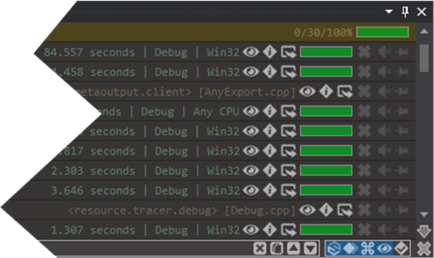 0/30/100%
84.557 seconds | Debug | Win32
.458 seconds | Debug | Win32
metaoutput.client> [AnyExport.cpp]
seconds | Debug | Any CPU
seconds | Debug | Win32
.817 seconds | Debug | Win32
2.303 seconds | Debug | Win32
3.646 seconds | Debug | Win32
<resource.tracer.debug> [Debug.cpp]
1.307 seconds | Debug | Win32